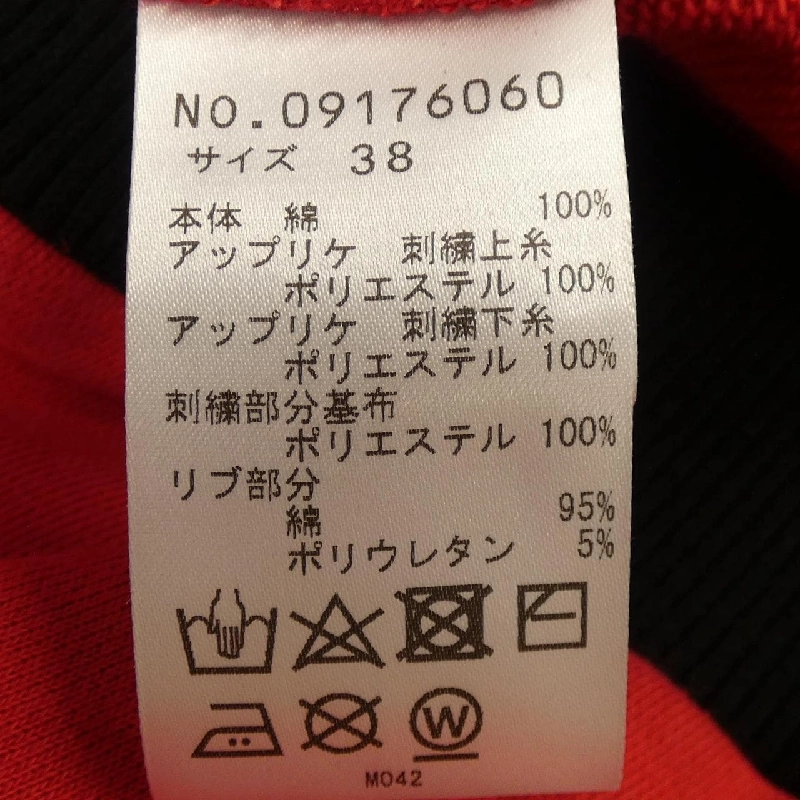 NO.09176060
サイズ 38
本体 綿 100%
アップリケ 刺繍上糸
ポリエステル 100%
アップリケ 刺繍下糸
ポリエステル 100%
刺繍部分基布
ポリエステル 100%
リブ部分
綿 95%
ポリウレタン 5%
W
M042